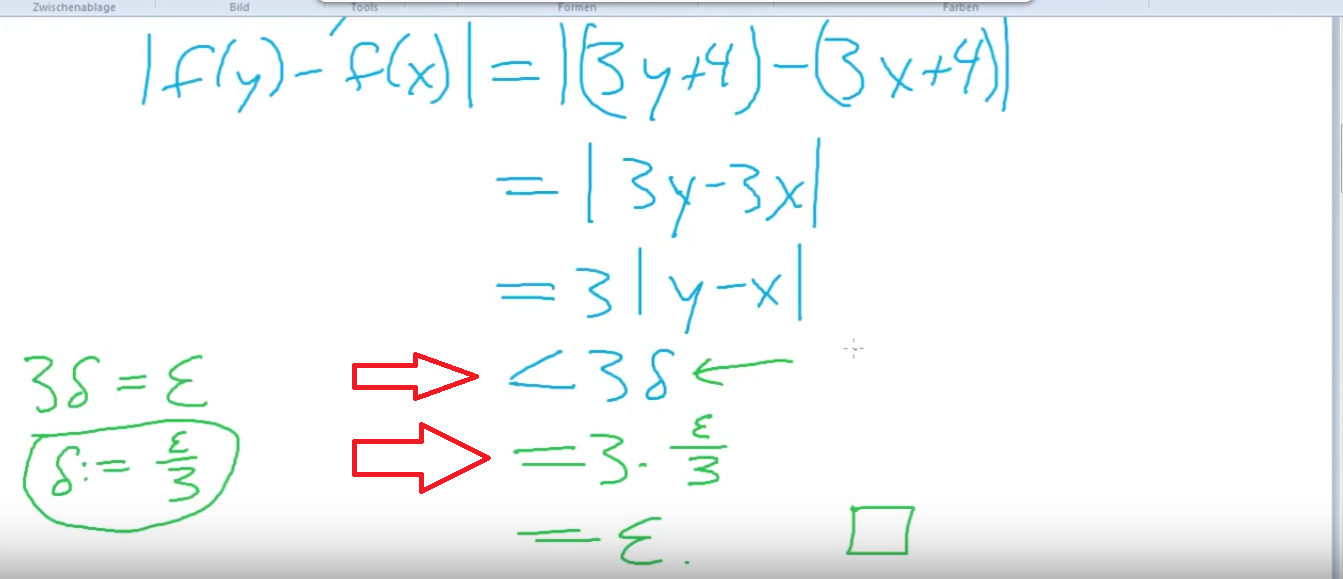 Zwischenablage Bild Tools Formen Farben
|f(y)-f(x)| = |(3y+4)-(3x+4)|
= |3y-3x|
= 3|y-x|
3δ = ε < 3δ ←
δ := ε/3 = 3 · ε/3
= ε. □